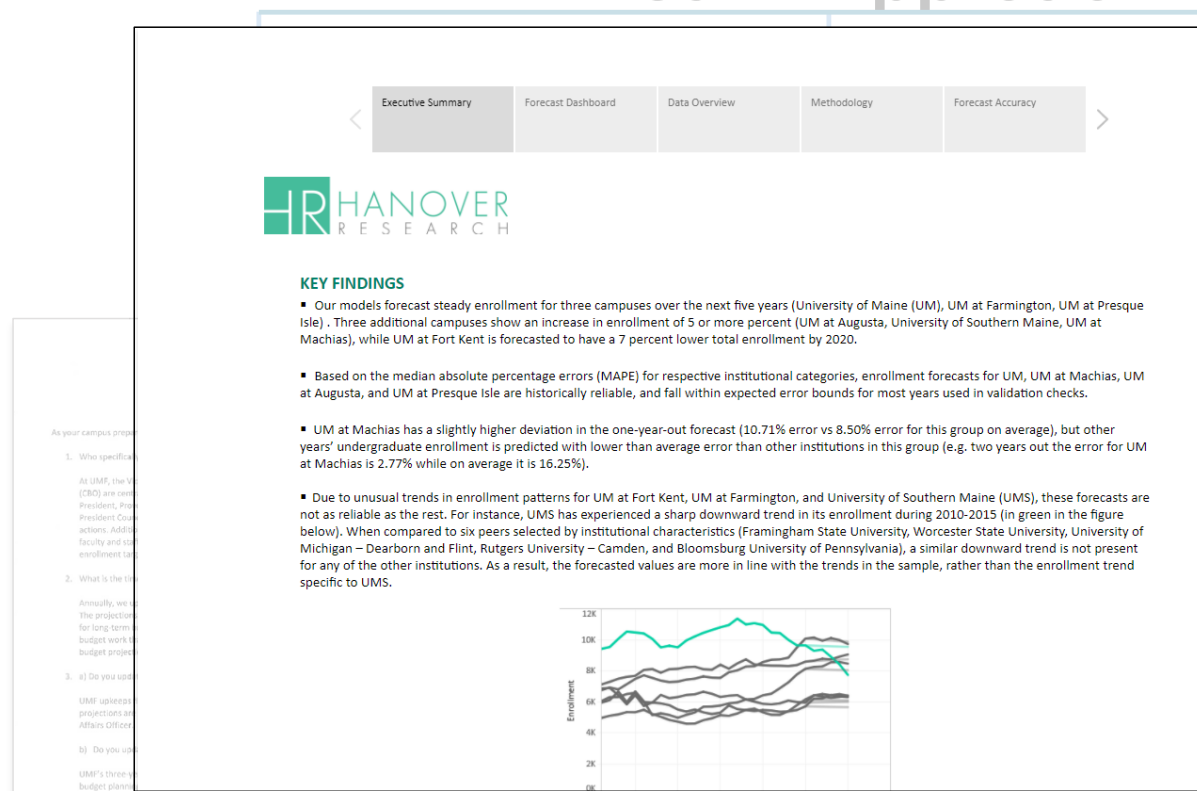 Executive Summary
Forecast Dashboard
Data Overview
Methodology
Forecast Accuracy
HR HANOVER
RESEARCH
KEY FINDINGS
▪ Our models forecast steady enrollment for three campuses over the next five years (University of Maine (UM), UM at Farmington, UM at Presque
Isle) . Three additional campuses show an increase in enrollment of 5 or more percent (UM at Augusta, University of Southern Maine, UM at
Machias), while UM at Fort Kent is forecasted to have a 7 percent lower total enrollment by 2020.
▪ Based on the median absolute percentage errors (MAPE) for respective institutional categories, enrollment forecasts for UM, UM at Machias, UM
at Augusta, and UM at Presque Isle are historically reliable, and fall within expected error bounds for most years used in validation checks.
▪ UM at Machias has a slightly higher deviation in the one-year-out forecast (10.71% error vs 8.50% error for this group on average), but other
years’ undergraduate enrollment is predicted with lower than average error than other institutions in this group (e.g. two years out the error for UM
at Machias is 2.77% while on average it is 16.25%).
▪ Due to unusual trends in enrollment patterns for UM at Fort Kent, UM at Farmington, and University of Southern Maine (UMS), these forecasts are
not as reliable as the rest. For instance, UMS has experienced a sharp downward trend in its enrollment during 2010-2015 (in green in the figure
below). When compared to six peers selected by institutional characteristics (Framingham State University, Worcester State University, University of
Michigan – Dearborn and Flint, Rutgers University – Camden, and Bloomsburg University of Pennsylvania), a similar downward trend is not present
for any of the other institutions. As a result, the forecasted values are more in line with the trends in the sample, rather than the enrollment trend
specific to UMS.
12K
10K
8K
6K
4K
2K
0K
Enrollment
As your campus
1. Who specifically
At UMF, the
(CBO) are
President,
President
actions.
faculty and
enrollment
2. What is the
Annually, we
The projection
for long-term
budget work
budget
3. a) Do you
UMF upkeeps
projections are
Affairs Officer
b) Do you
UMF's three-
budget